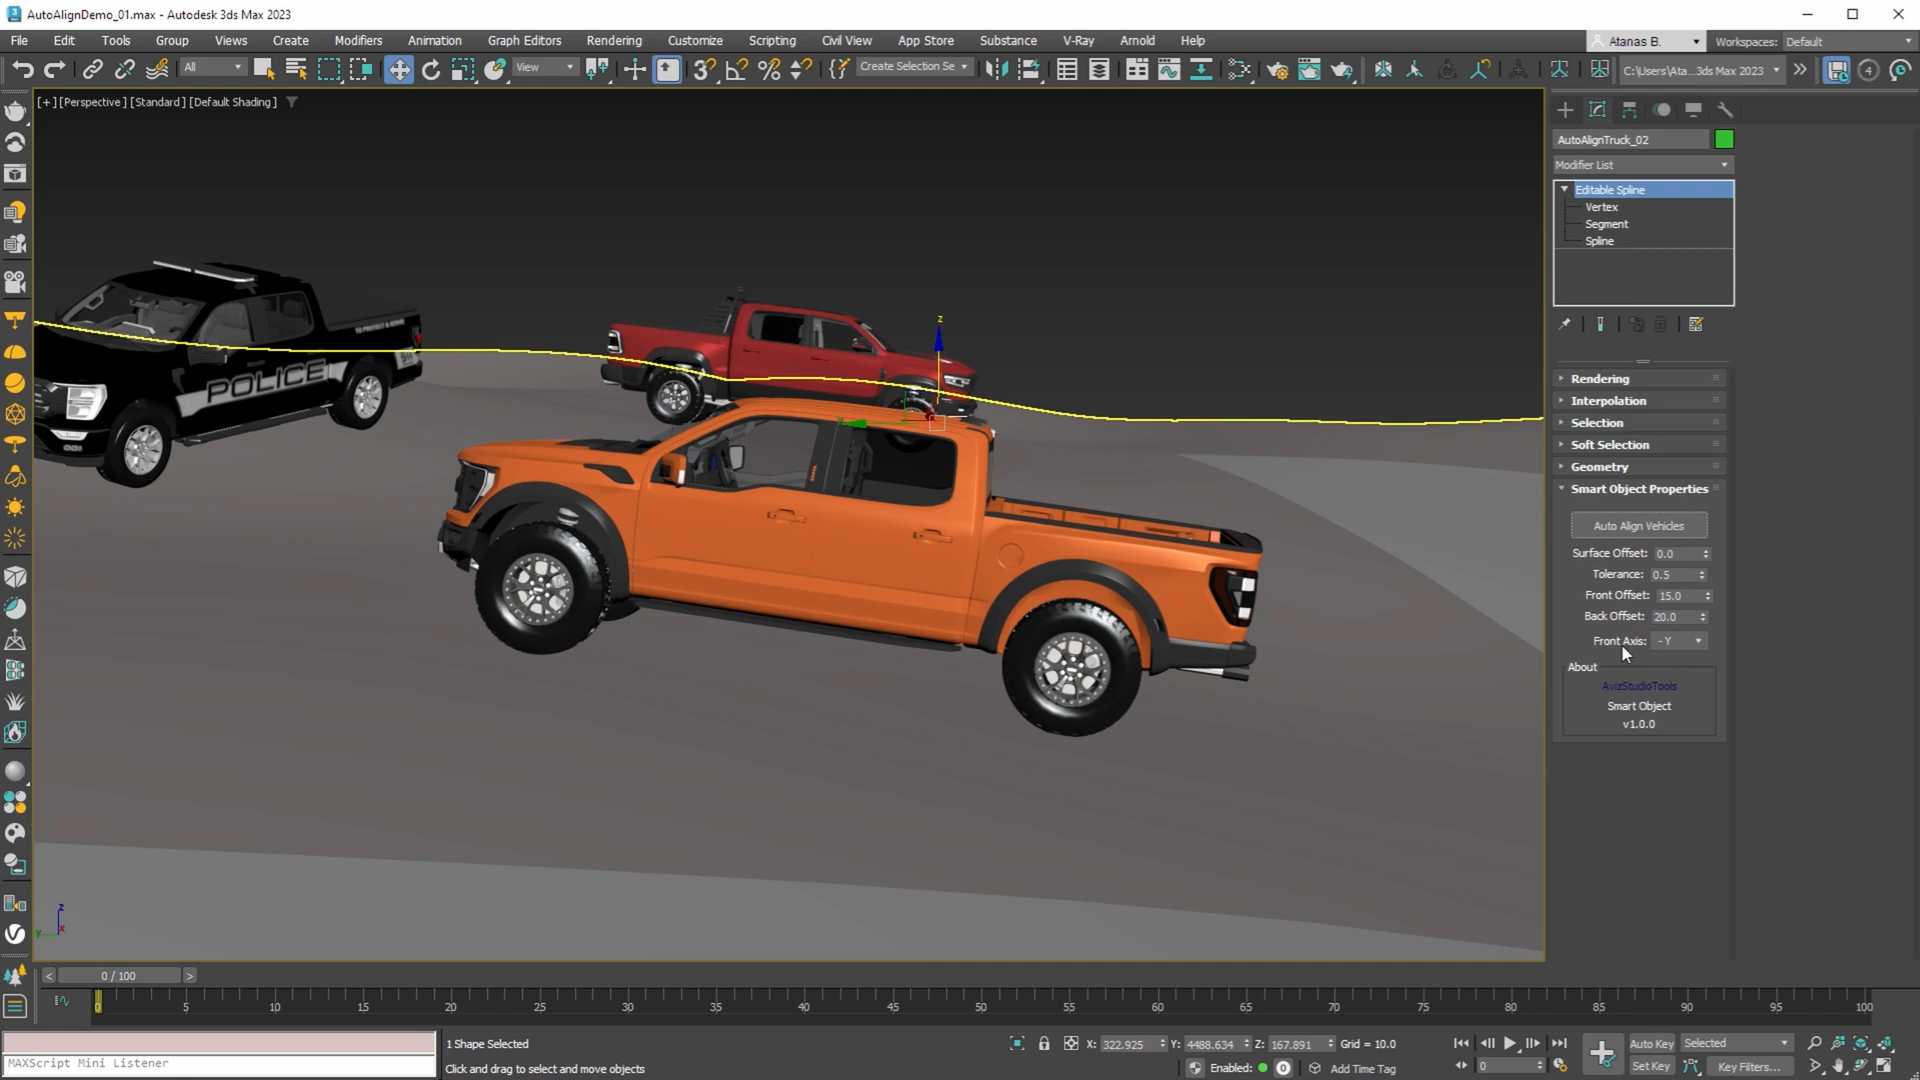 AutoAlignDemo_01.max - Autodesk 3ds Max 2023
File Edit Tools Group Views Create Modifiers Animation Graph Editors Rendering Customize Scripting Civil View App Store Substance V-Ray Arnold Help
Atanas B. Workspaces: Default
All View Create Selection Se C:\Users\Ata...3ds Max 2023
[+] [Perspective] [Standard] [Default Shading]
AutoAlignTruck_02
Modifier List
Editable Spline
Vertex
Segment
Spline
POLICE
z
Rendering
Interpolation
Selection
Soft Selection
Geometry
Smart Object Properties
Auto Align Vehicles
Surface Offset: 0.0
Tolerance: 0.5
Front Offset: 15.0
Back Offset: 20.0
Front Axis: -Y
About
AvizStudioTools
Smart Object
v1.0.0
z
y x
< 0 / 100 >
0 5 10 15 20 25 30 35 40 45 50 55 60 65 70 75 80 85 90 95 100
1 Shape Selected X: 322.925 Y: 4488.634 Z: 167.891 Grid = 10.0 Auto Key Selected
MAXScript Mini Listener
Click and drag to select and move objects Enabled: 0 Add Time Tag 0 Set Key Key Filters...